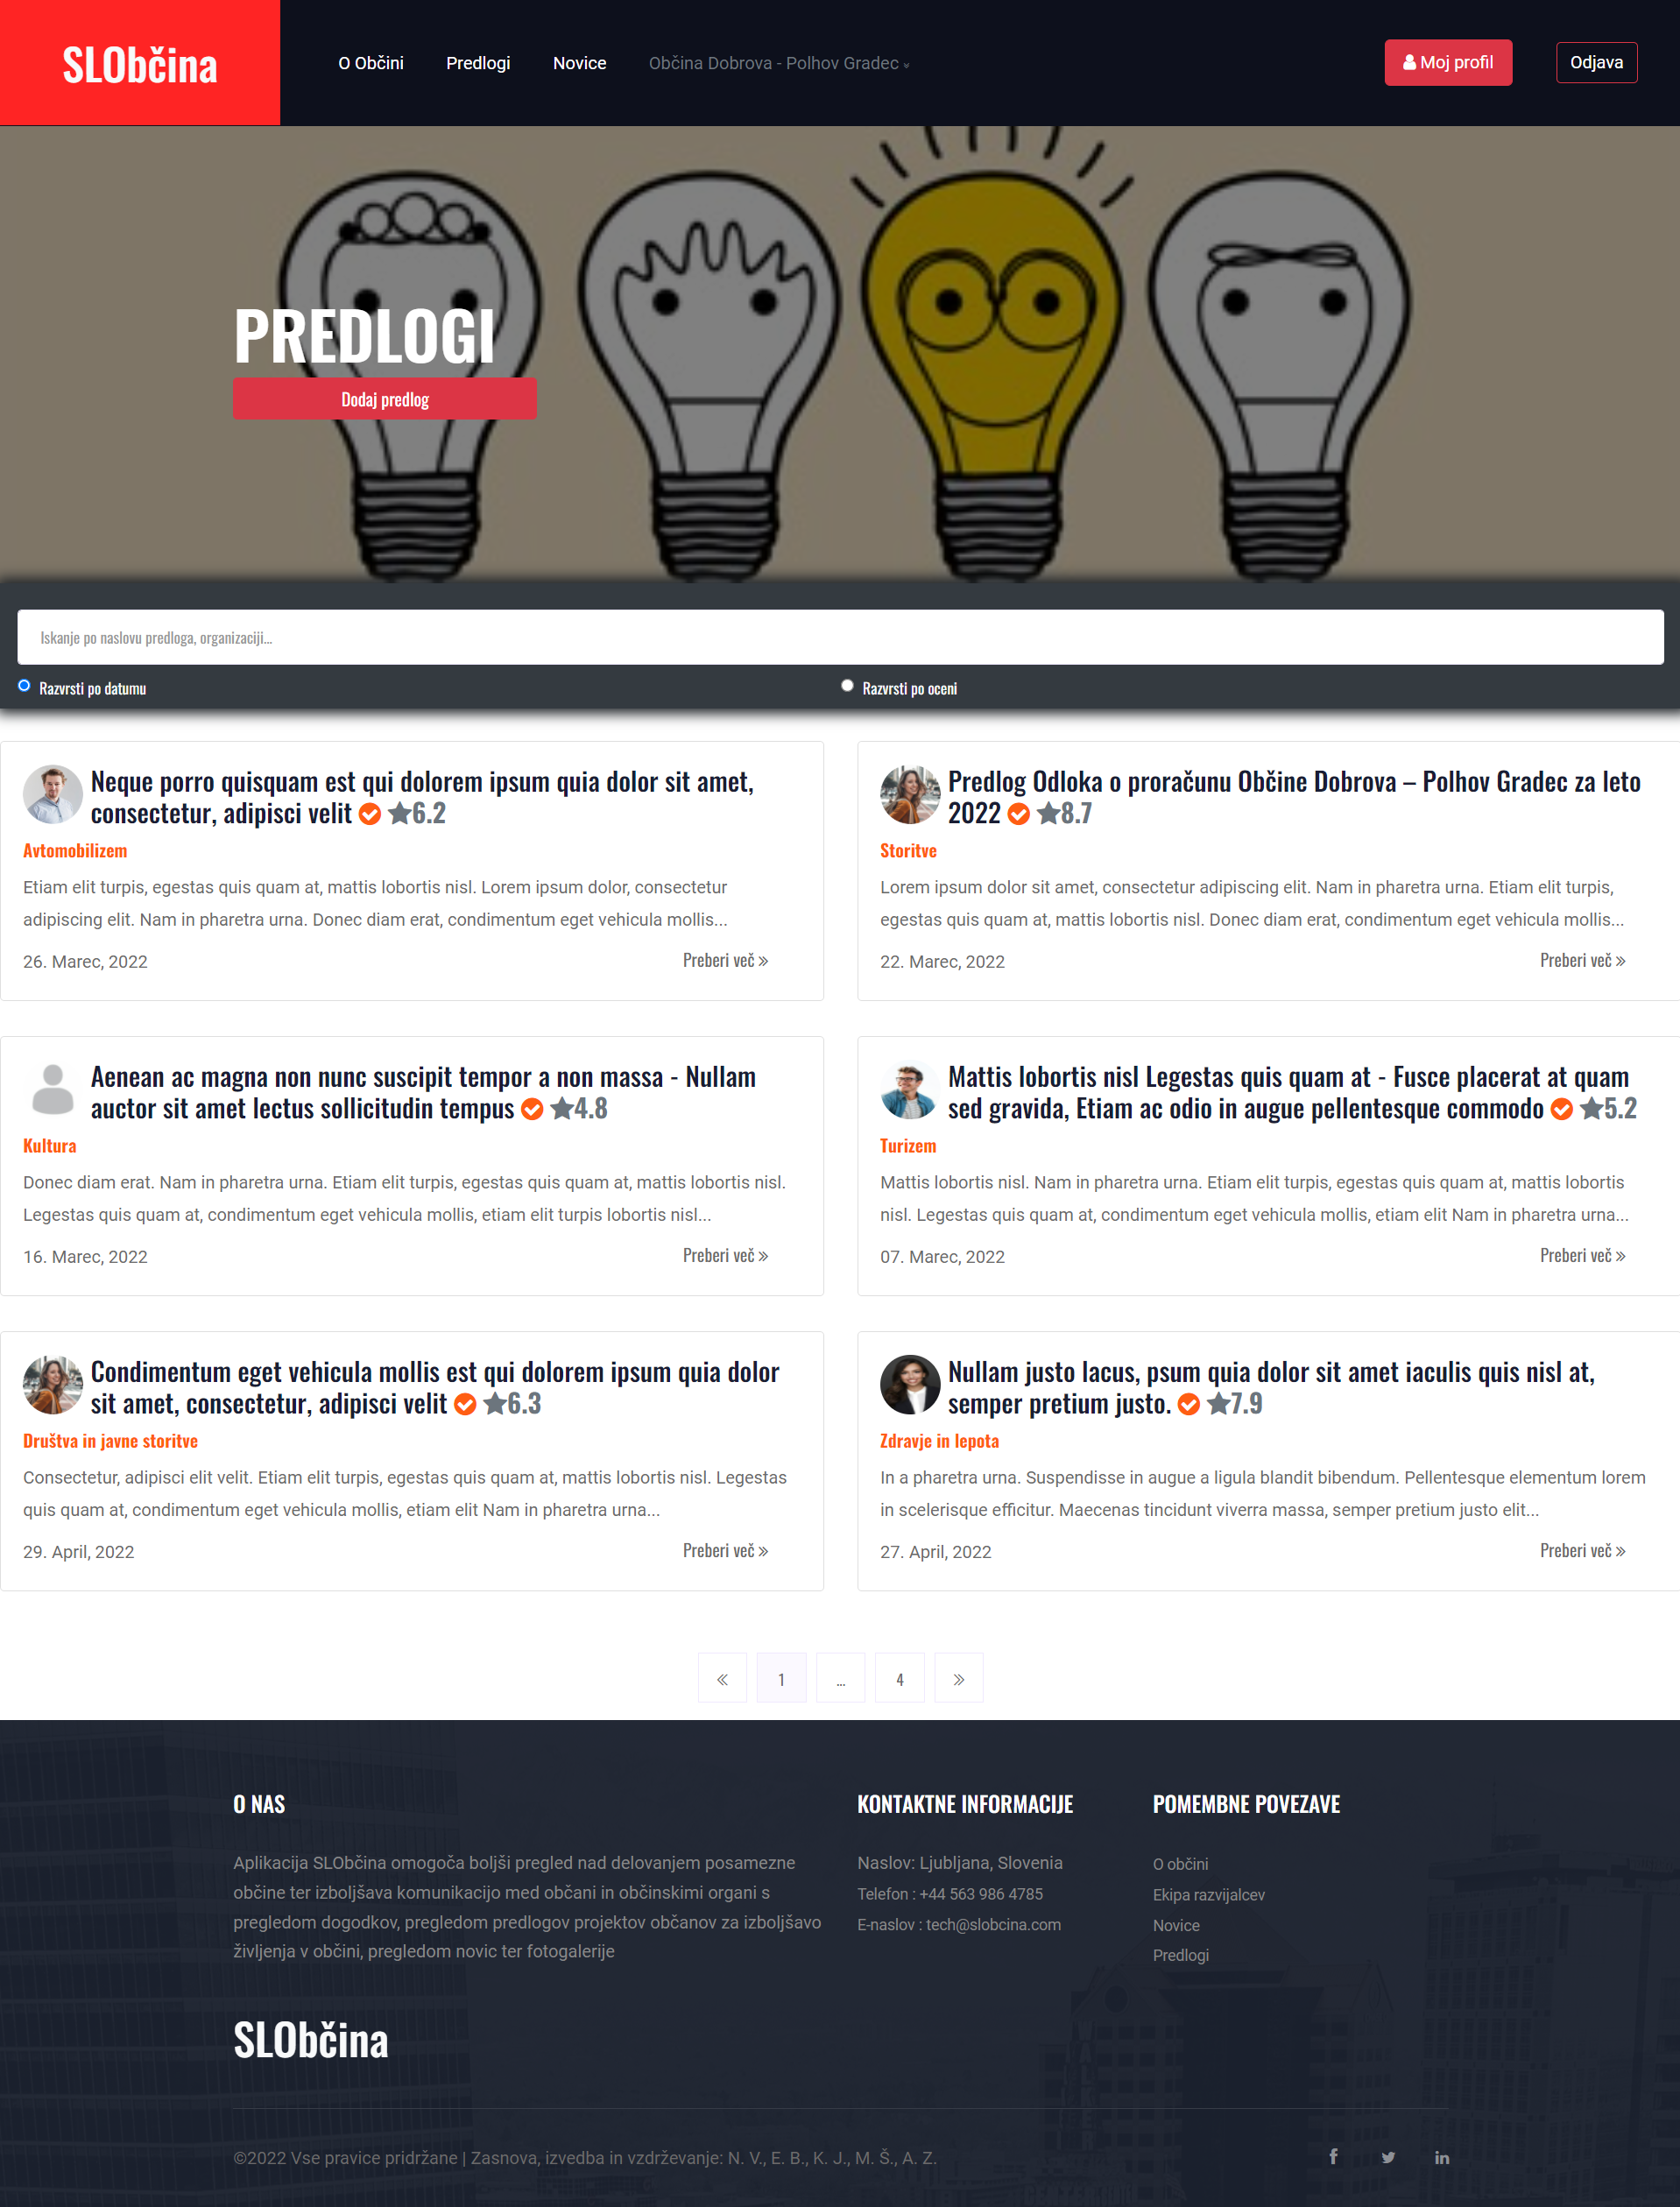 SLObčina
O Občini
Predlogi
Novice
Občina Dobrova - Polhov Gradec
Moj profil
Odjava
PREDLOGI
Dodaj predlog
Iskanje po naslovu predloga, organizaciji...
Razvrsti po datumu
Razvrsti po oceni
Neque porro quisquam est qui dolorem ipsum quia dolor sit amet,
consectetur, adipisci velit 6.2
Avtomobilizem
Etiam elit turpis, egestas quis quam at, mattis lobortis nisl. Lorem ipsum dolor, consectetur
adipiscing elit. Nam in pharetra urna. Donec diam erat, condimentum eget vehicula mollis...
26. Marec, 2022
Preberi več
Predlog Odloka o proračunu Občine Dobrova – Polhov Gradec za leto
2022 8.7
Storitve
Lorem ipsum dolor sit amet, consectetur adipiscing elit. Nam in pharetra urna. Etiam elit turpis,
egestas quis quam at, mattis lobortis nisl. Donec diam erat, condimentum eget vehicula mollis...
22. Marec, 2022
Preberi več
Aenean ac magna non nunc suscipit tempor a non massa - Nullam
auctor sit amet lectus sollicitudin tempus 4.8
Kultura
Donec diam erat. Nam in pharetra urna. Etiam elit turpis, egestas quis quam at, mattis lobortis nisl.
Legestas quis quam at, condimentum eget vehicula mollis, etiam elit turpis lobortis nisl...
16. Marec, 2022
Preberi več
Mattis lobortis nisl Legestas quis quam at - Fusce placerat at quam
sed gravida, Etiam ac odio in augue pellentesque commodo 5.2
Turizem
Mattis lobortis nisl. Nam in pharetra urna. Etiam elit turpis, egestas quis quam at, mattis lobortis
nisl. Legestas quis quam at, condimentum eget vehicula mollis, etiam elit Nam in pharetra urna...
07. Marec, 2022
Preberi več
Condimentum eget vehicula mollis est qui dolorem ipsum quia dolor
sit amet, consectetur, adipisci velit 6.3
Društva in javne storitve
Consectetur, adipisci elit velit. Etiam elit turpis, egestas quis quam at, mattis lobortis nisl. Legestas
quis quam at, condimentum eget vehicula mollis, etiam elit Nam in pharetra urna...
29. April, 2022
Preberi več
Nullam justo lacus, psum quia dolor sit amet iaculis quis nisl at,
semper pretium justo. 7.9
Zdravje in lepota
In a pharetra urna. Suspendisse in augue a ligula blandit bibendum. Pellentesque elementum lorem
in scelerisque efficitur. Maecenas tincidunt viverra massa, semper pretium justo elit...
27. April, 2022
Preberi več
1
...
4
O NAS
Aplikacija SLObčina omogoča boljši pregled nad delovanjem posamezne
občine ter izboljšava komunikacijo med občani in občinskimi organi s
pregledom dogodkov, pregledom predlogov projektov občanov za izboljšavo
življenja v občini, pregledom novic ter fotogalerije
SLObčina
KONTAKTNE INFORMACIJE
Naslov: Ljubljana, Slovenia
Telefon : +44 563 986 4785
E-naslov : tech@slobcina.com
POMEMBNE POVEZAVE
O občini
Ekipa razvijalcev
Novice
Predlogi
©2022 Vse pravice pridržane | Zasnova, izvedba in vzdrževanje: N. V., E. B., K. J., M. Š., A. Z.